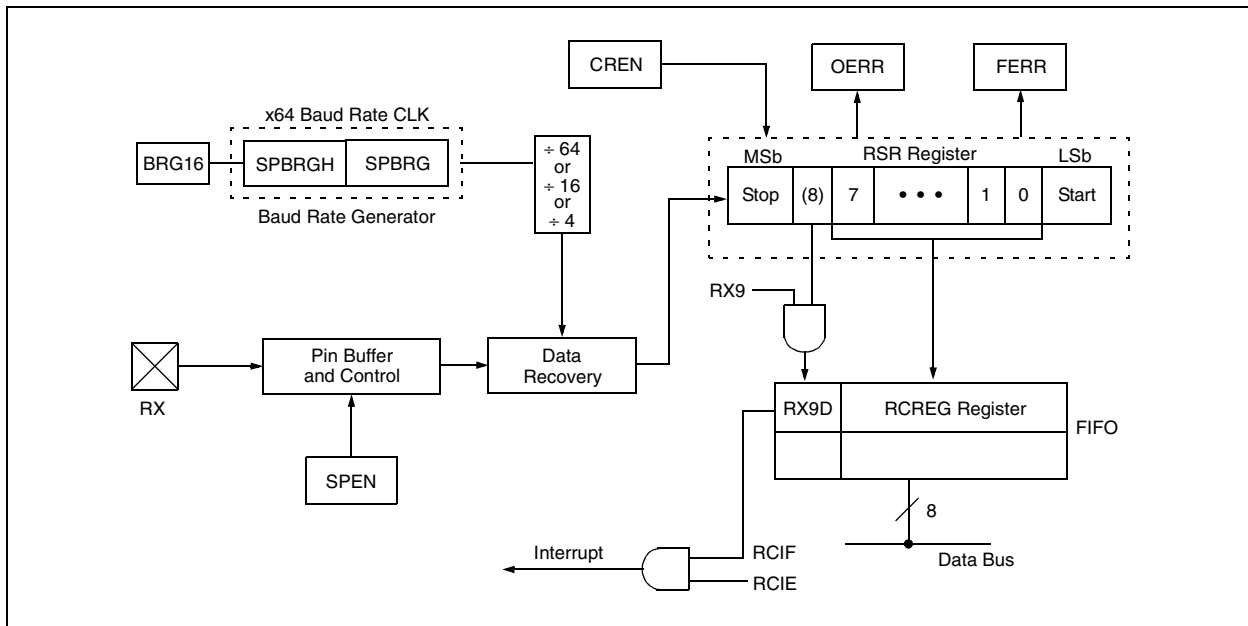 CREN
OERR
FERR
x64 Baud Rate CLK
BRG16
SPBRGH
SPBRG
Baud Rate Generator
÷ 64
or
÷ 16
or
÷ 4
MSb
RSR Register
LSb
Stop
(8)
7
• • •
1
0
Start
RX9
RX
Pin Buffer
and Control
Data
Recovery
SPEN
RX9D
RCREG Register
FIFO
8
Data Bus
Interrupt
RCIF
RCIE